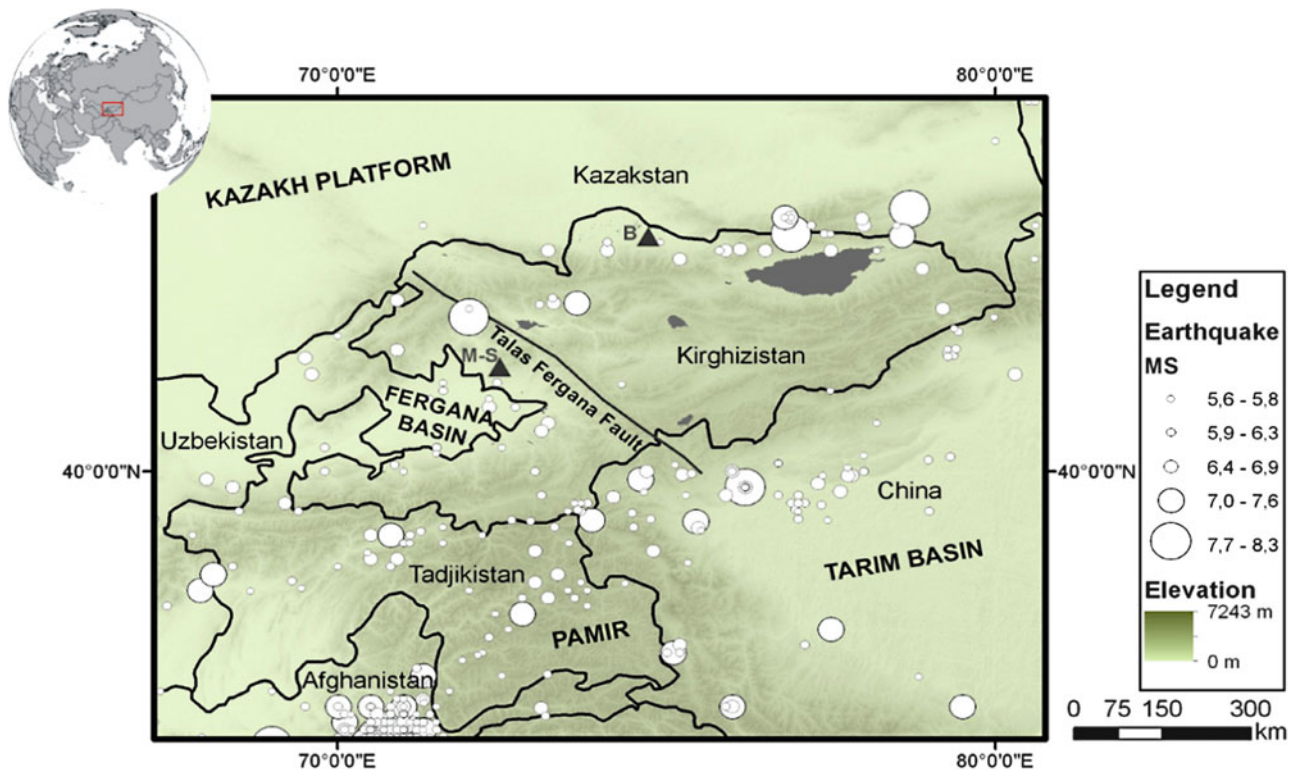 70°0'0"E
80°0'0"E
KAZAKH PLATFORM
Kazakstan
B
Talas Fergana Fault
M-S
Kirghizistan
FERGANA
BASIN
Uzbekistan
40°0'0"N
40°0'0"N
China
TARIM BASIN
Tadjikistan
PAMIR
Afghanistan
70°0'0"E
80°0'0"E
Legend
Earthquake
MS
5,6 - 5,8
5,9 - 6,3
6,4 - 6,9
7,0 - 7,6
7,7 - 8,3
Elevation
7243 m
0 m
0 75 150 300
km